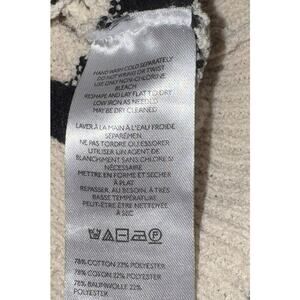 HAND WASH COLD SEPARATELY
DO NOT WRING OR TWIST
USE ONLY NON-CHLORINE
BLEACH
RESHAPE AND LAY FLAT TO DRY
LOW IRON AS NEEDED
MAY BE DRY CLEANED
LAVER À LA MAIN À L'EAU FROIDE
SÉPARÉMEN.
NE PAS TORDRE OU ESSORER
UTILISER UN AGENT DE
BLANCHIMENT SANS CHLORE SI
NÉCESSAIRE
METTRE EN FORME ET SÉCHER
À PLAT
REPASSER, AU BESOIN, À TRÈS
BASSE TEMPÉRATURE
PEUT-ÊTRE ÊTRE NETTOYÉE
À SEC
78% COTTON 22% POLYESTER
78% COTON 22% POLYESTER
78% BAUMWOLLE 22%
POLYESTER